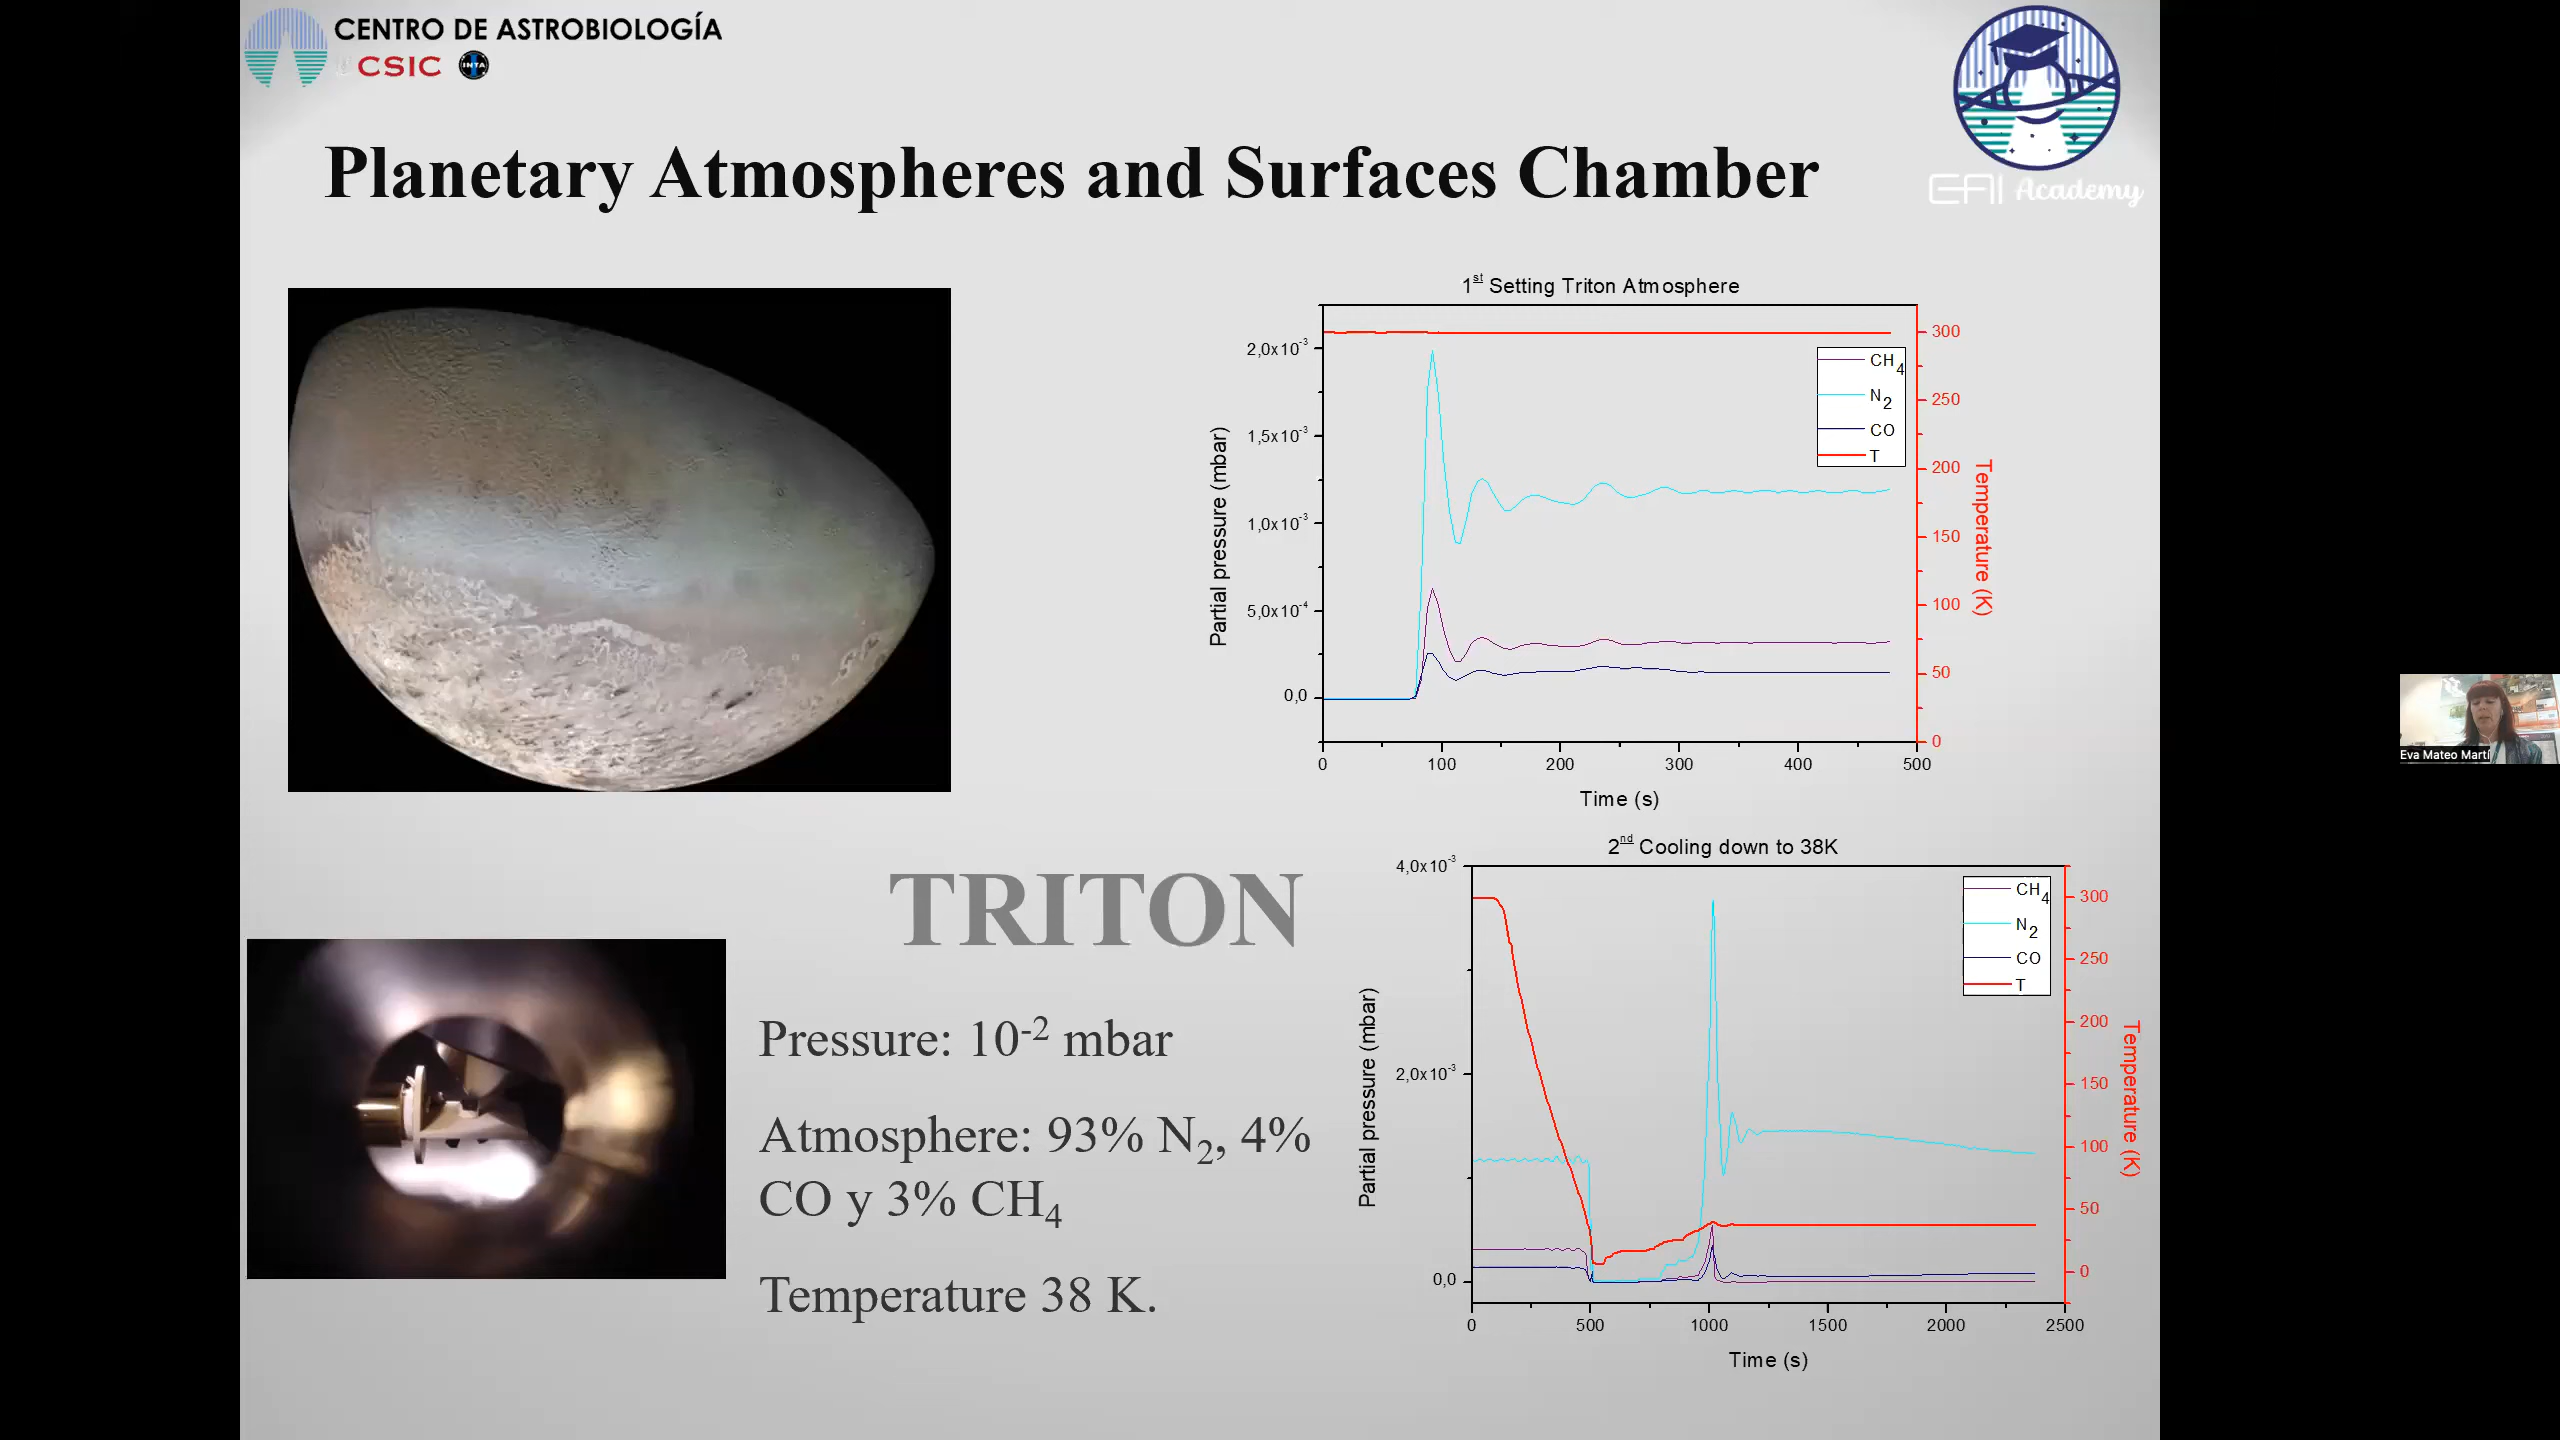 CENTRO DE ASTROBIOLOGÍA
CSIC INTA
EAI Academy
Planetary Atmospheres and Surfaces Chamber
1st Setting Triton Atmosphere
Partial pressure (mbar)
2,0x10-3
1,5x10-3
1,0x10-3
5,0x10-4
0,0
CH4
N2
CO
T
300
250
200
150
100
50
0
Temperature (K)
0 100 200 300 400 500
Time (s)
TRITON
Pressure: 10-2 mbar
Atmosphere: 93% N2, 4%
CO y 3% CH4
Temperature 38 K.
2nd Cooling down to 38K
Partial pressure (mbar)
4,0x10-3
2,0x10-3
0,0
CH4
N2
CO
T
300
250
200
150
100
50
0
Temperature (K)
0 500 1000 1500 2000 2500
Time (s)
Eva Mateo Martí